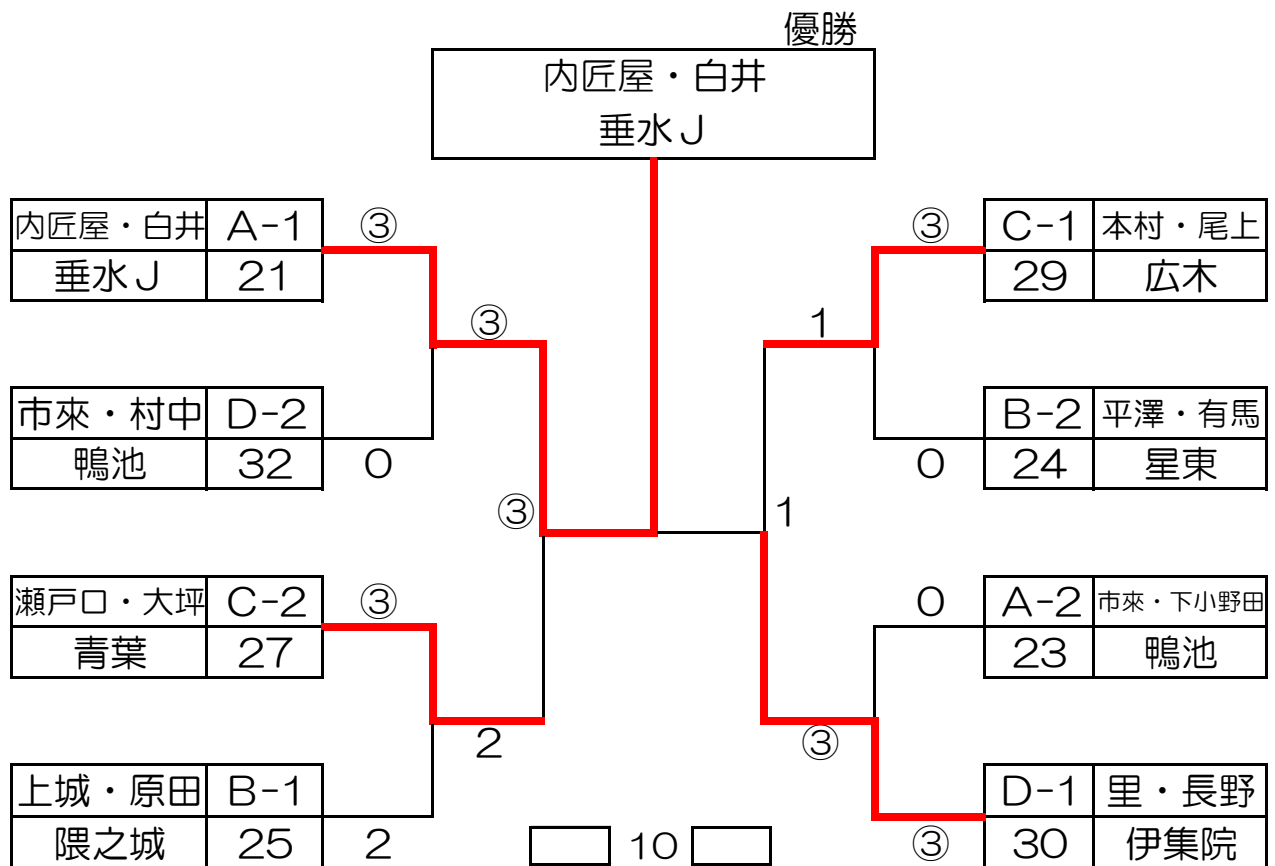 優勝
内匠屋・白井
垂水J
内匠屋・白井 A-1 ③ ③ C-1 本村・尾上
垂水J 21 29 広木
③ 1
市來・村中 D-2 B-2 平澤・有馬
鴨池 32 0 0 24 星東
③ 1
瀬戸口・大坪 C-2 ③ 0 A-2 市來・下小野田
青葉 27 23 鴨池
2 ③
上城・原田 B-1 D-1 里・長野
隈之城 25 2 10 ③ 30 伊集院